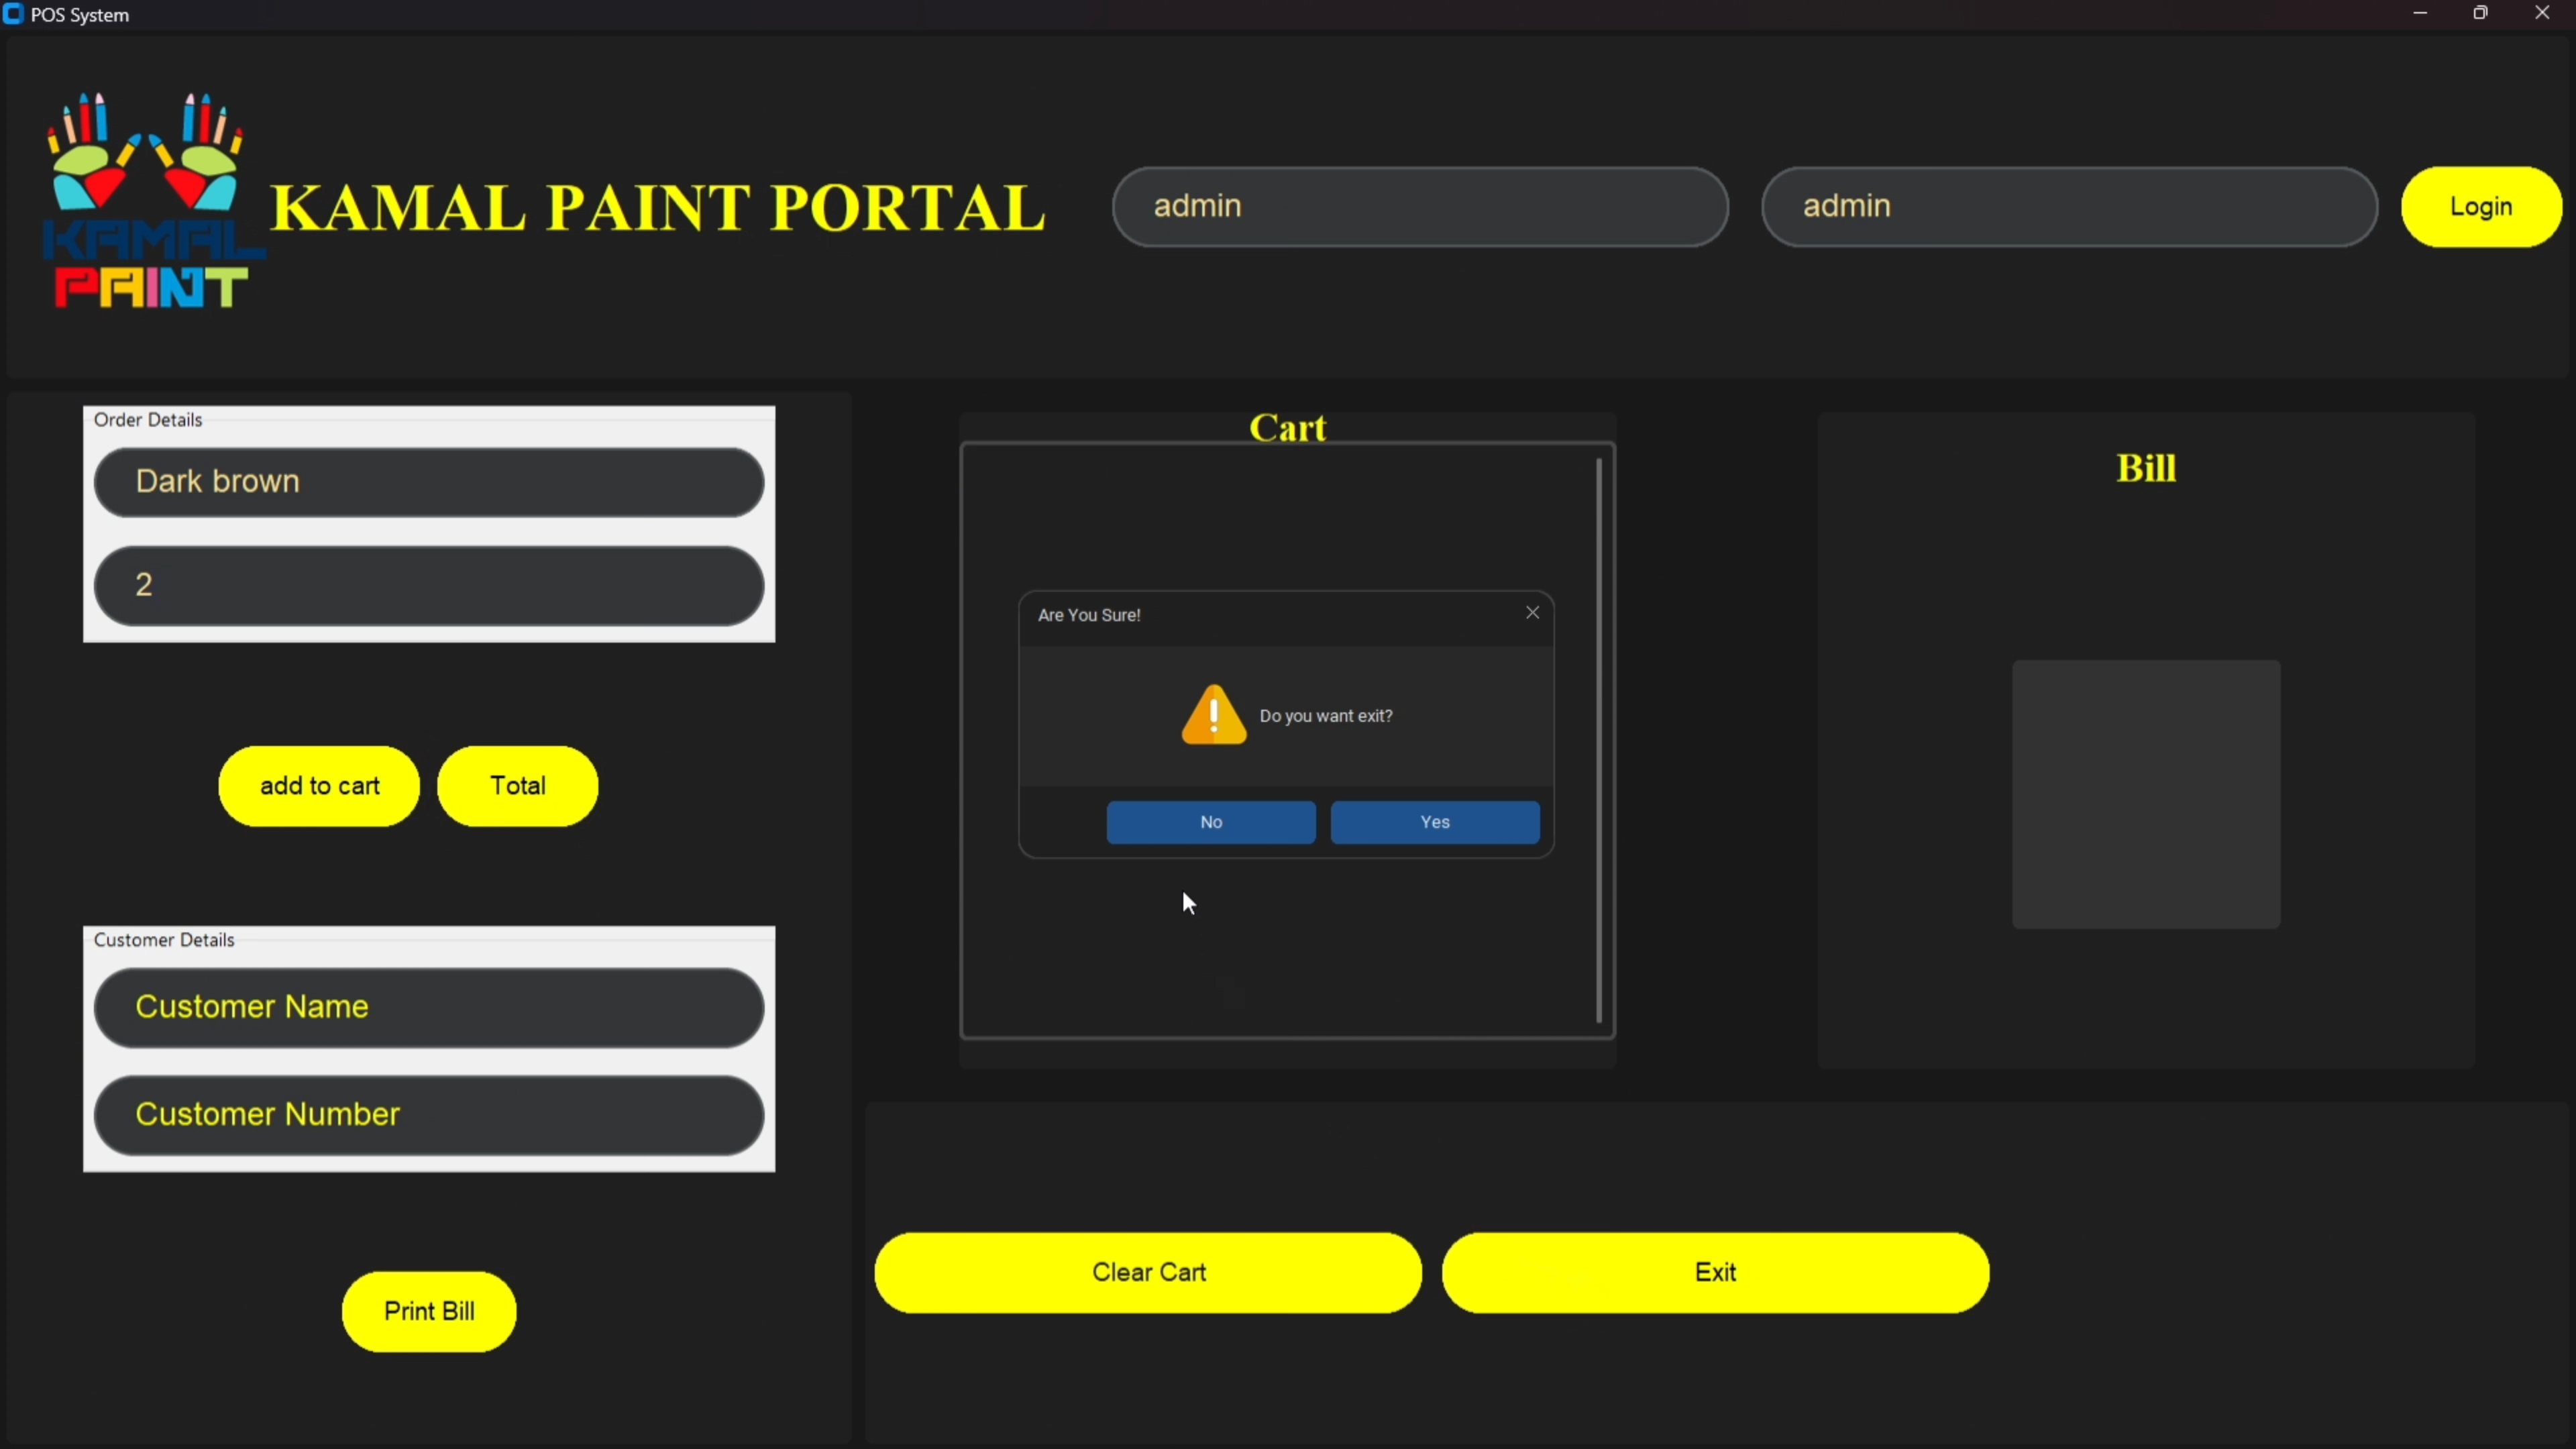 POS System
KAMAL PAINT
KAMAL PAINT PORTAL
admin
admin
Login
Order Details
Dark brown
2
add to cart
Total
Customer Details
Customer Name
Customer Number
Print Bill
Cart
Are You Sure!
Do you want exit?
No
Yes
Bill
Clear Cart
Exit